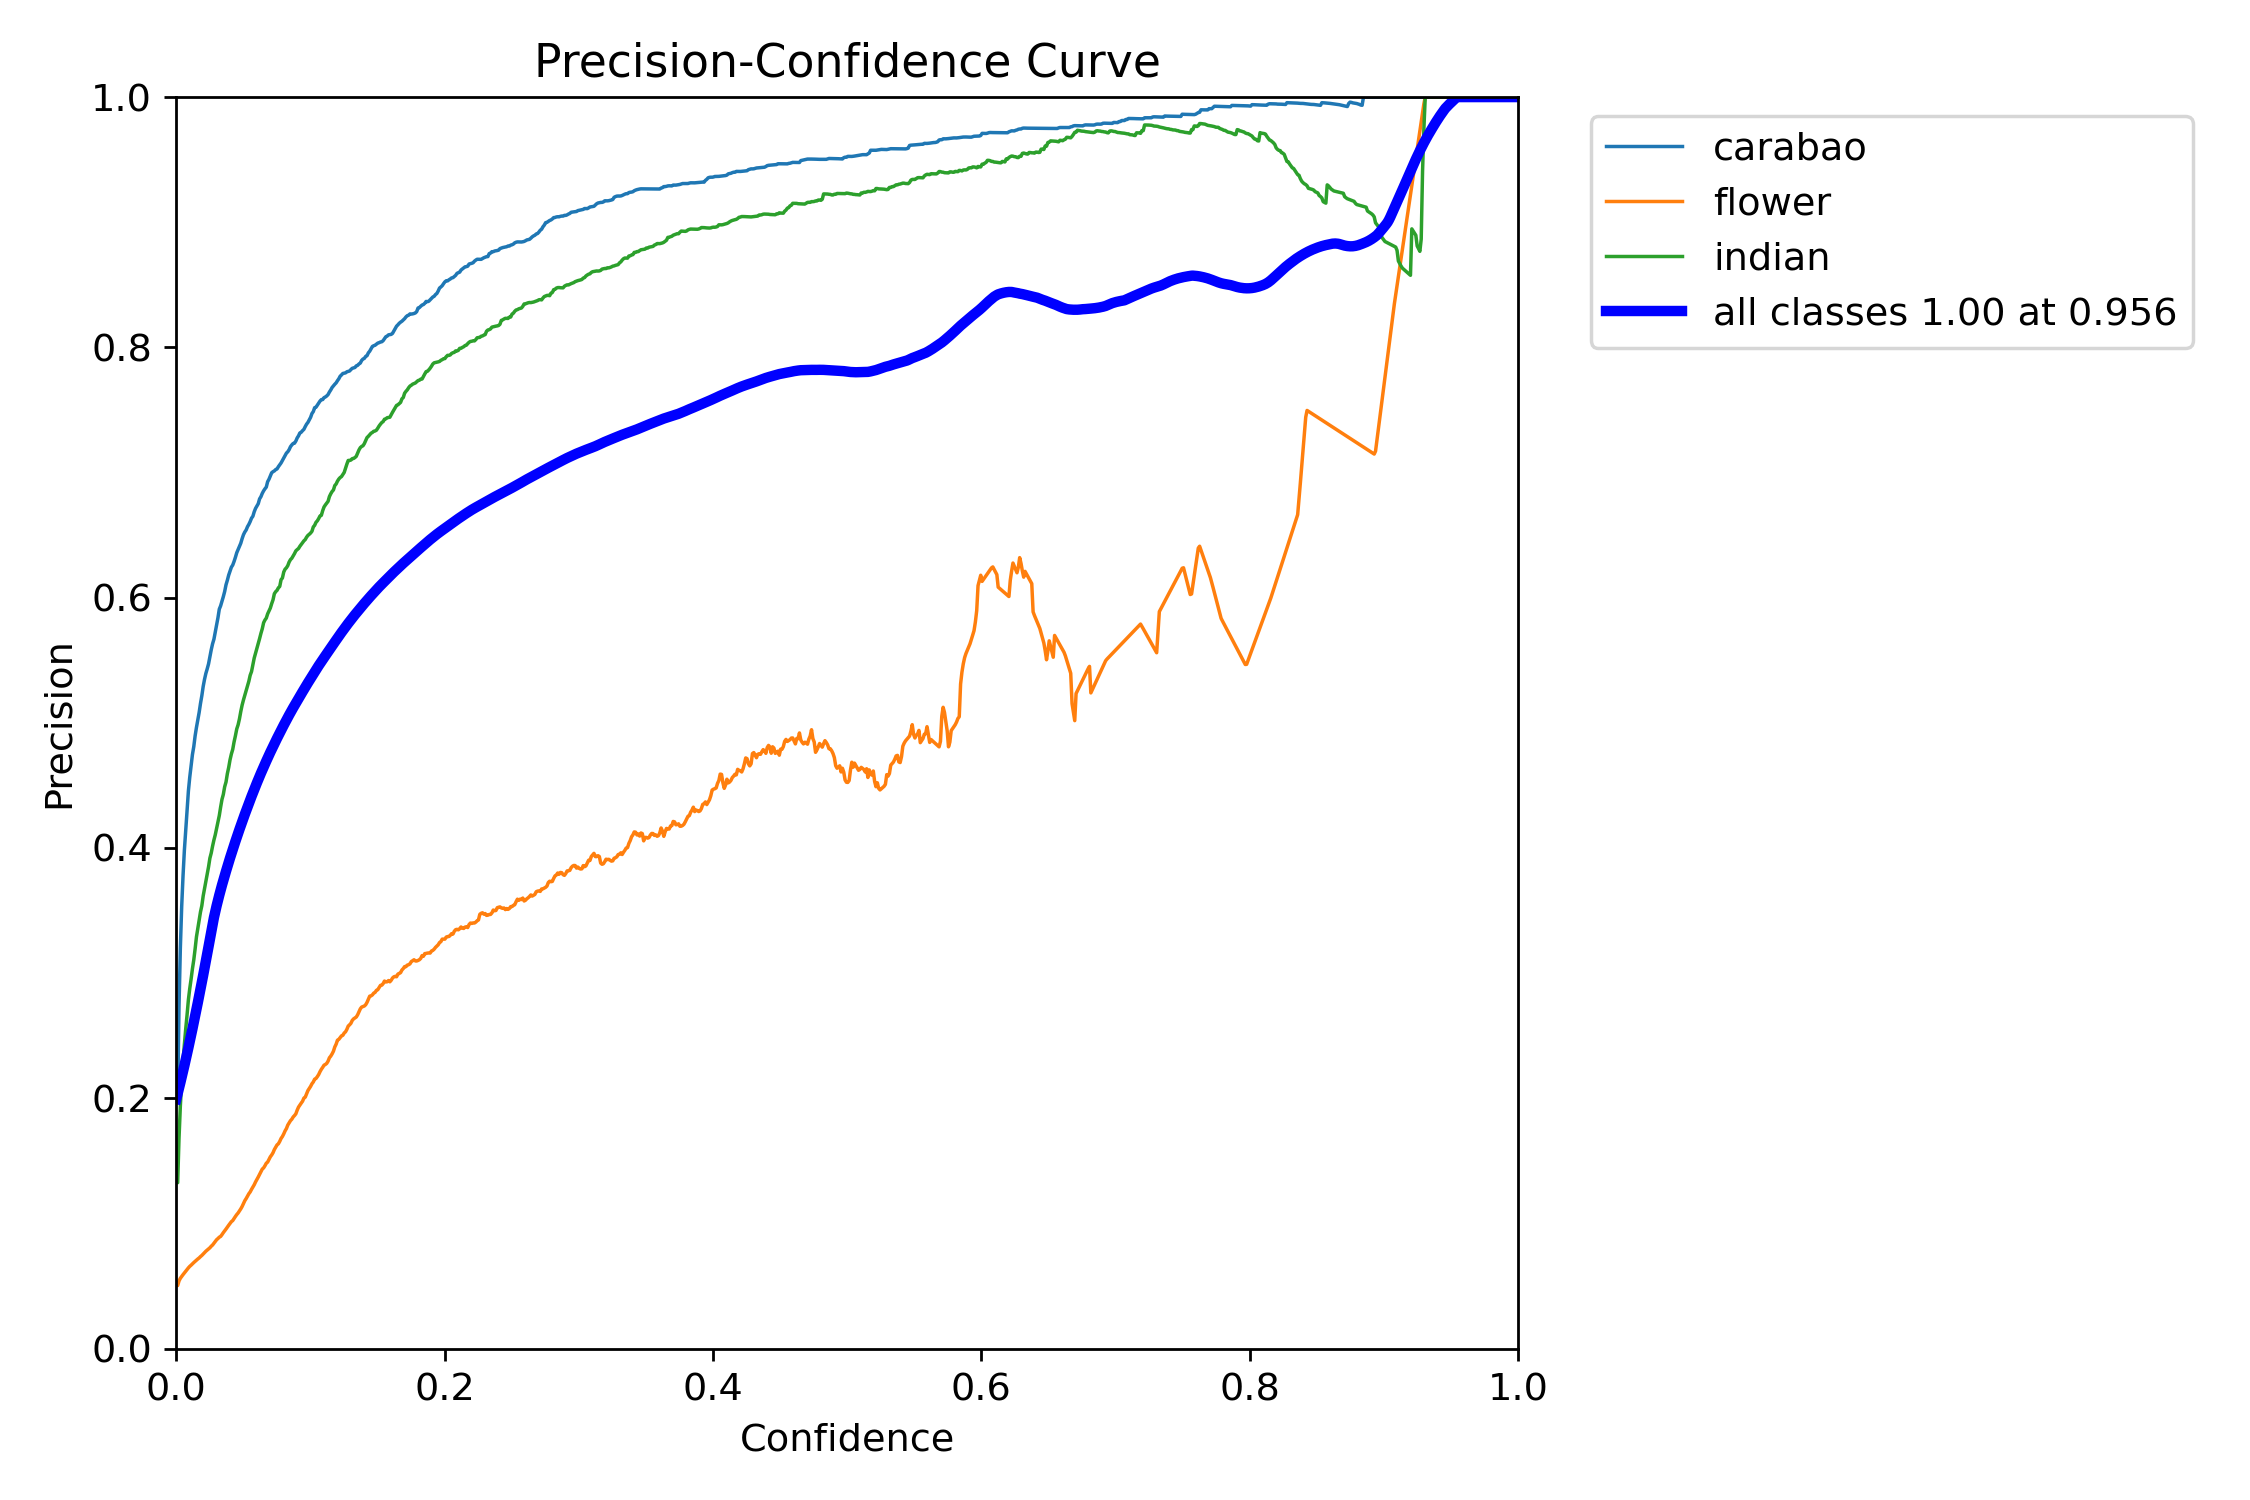 Precision-Confidence Curve
1.0
0.8
0.6
0.4
0.2
0.0
Precision
0.0 0.2 0.4 0.6 0.8 1.0
Confidence
carabao
flower
indian
all classes 1.00 at 0.956